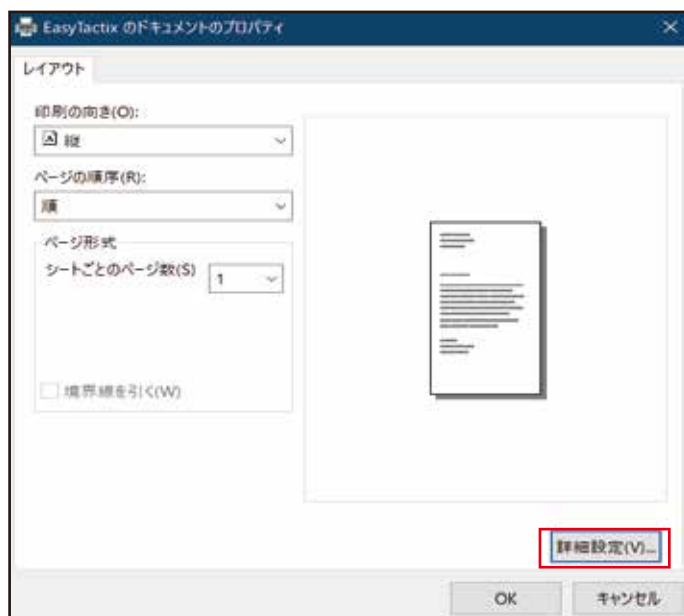 EasyTactix のドキュメントのプロパティ
レイアウト
印刷の向き(O):
縦
ページの順序(R):
順
ページ形式
シートごとのページ数(S)
1
境界線を引く(W)
詳細設定(V)...
OK
キャンセル